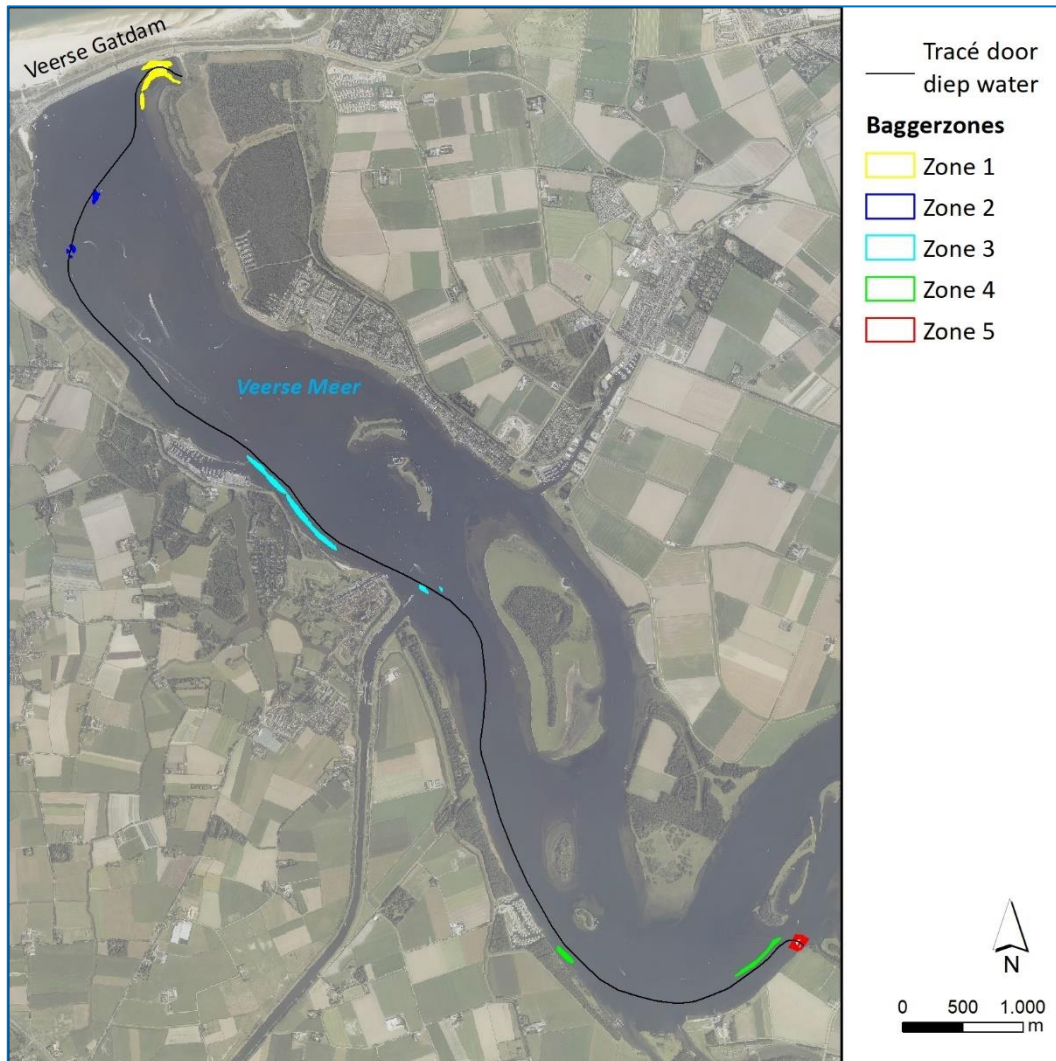 Veerse Gatdam
Veerse Meer
Tracé door
diep water
Baggerzones
Zone 1
Zone 2
Zone 3
Zone 4
Zone 5
N
0 500 1.000
m